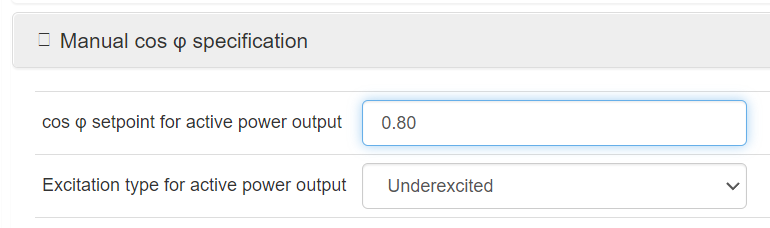 Manual cos φ specification
cos φ setpoint for active power output 0.80
Excitation type for active power output Underexcited